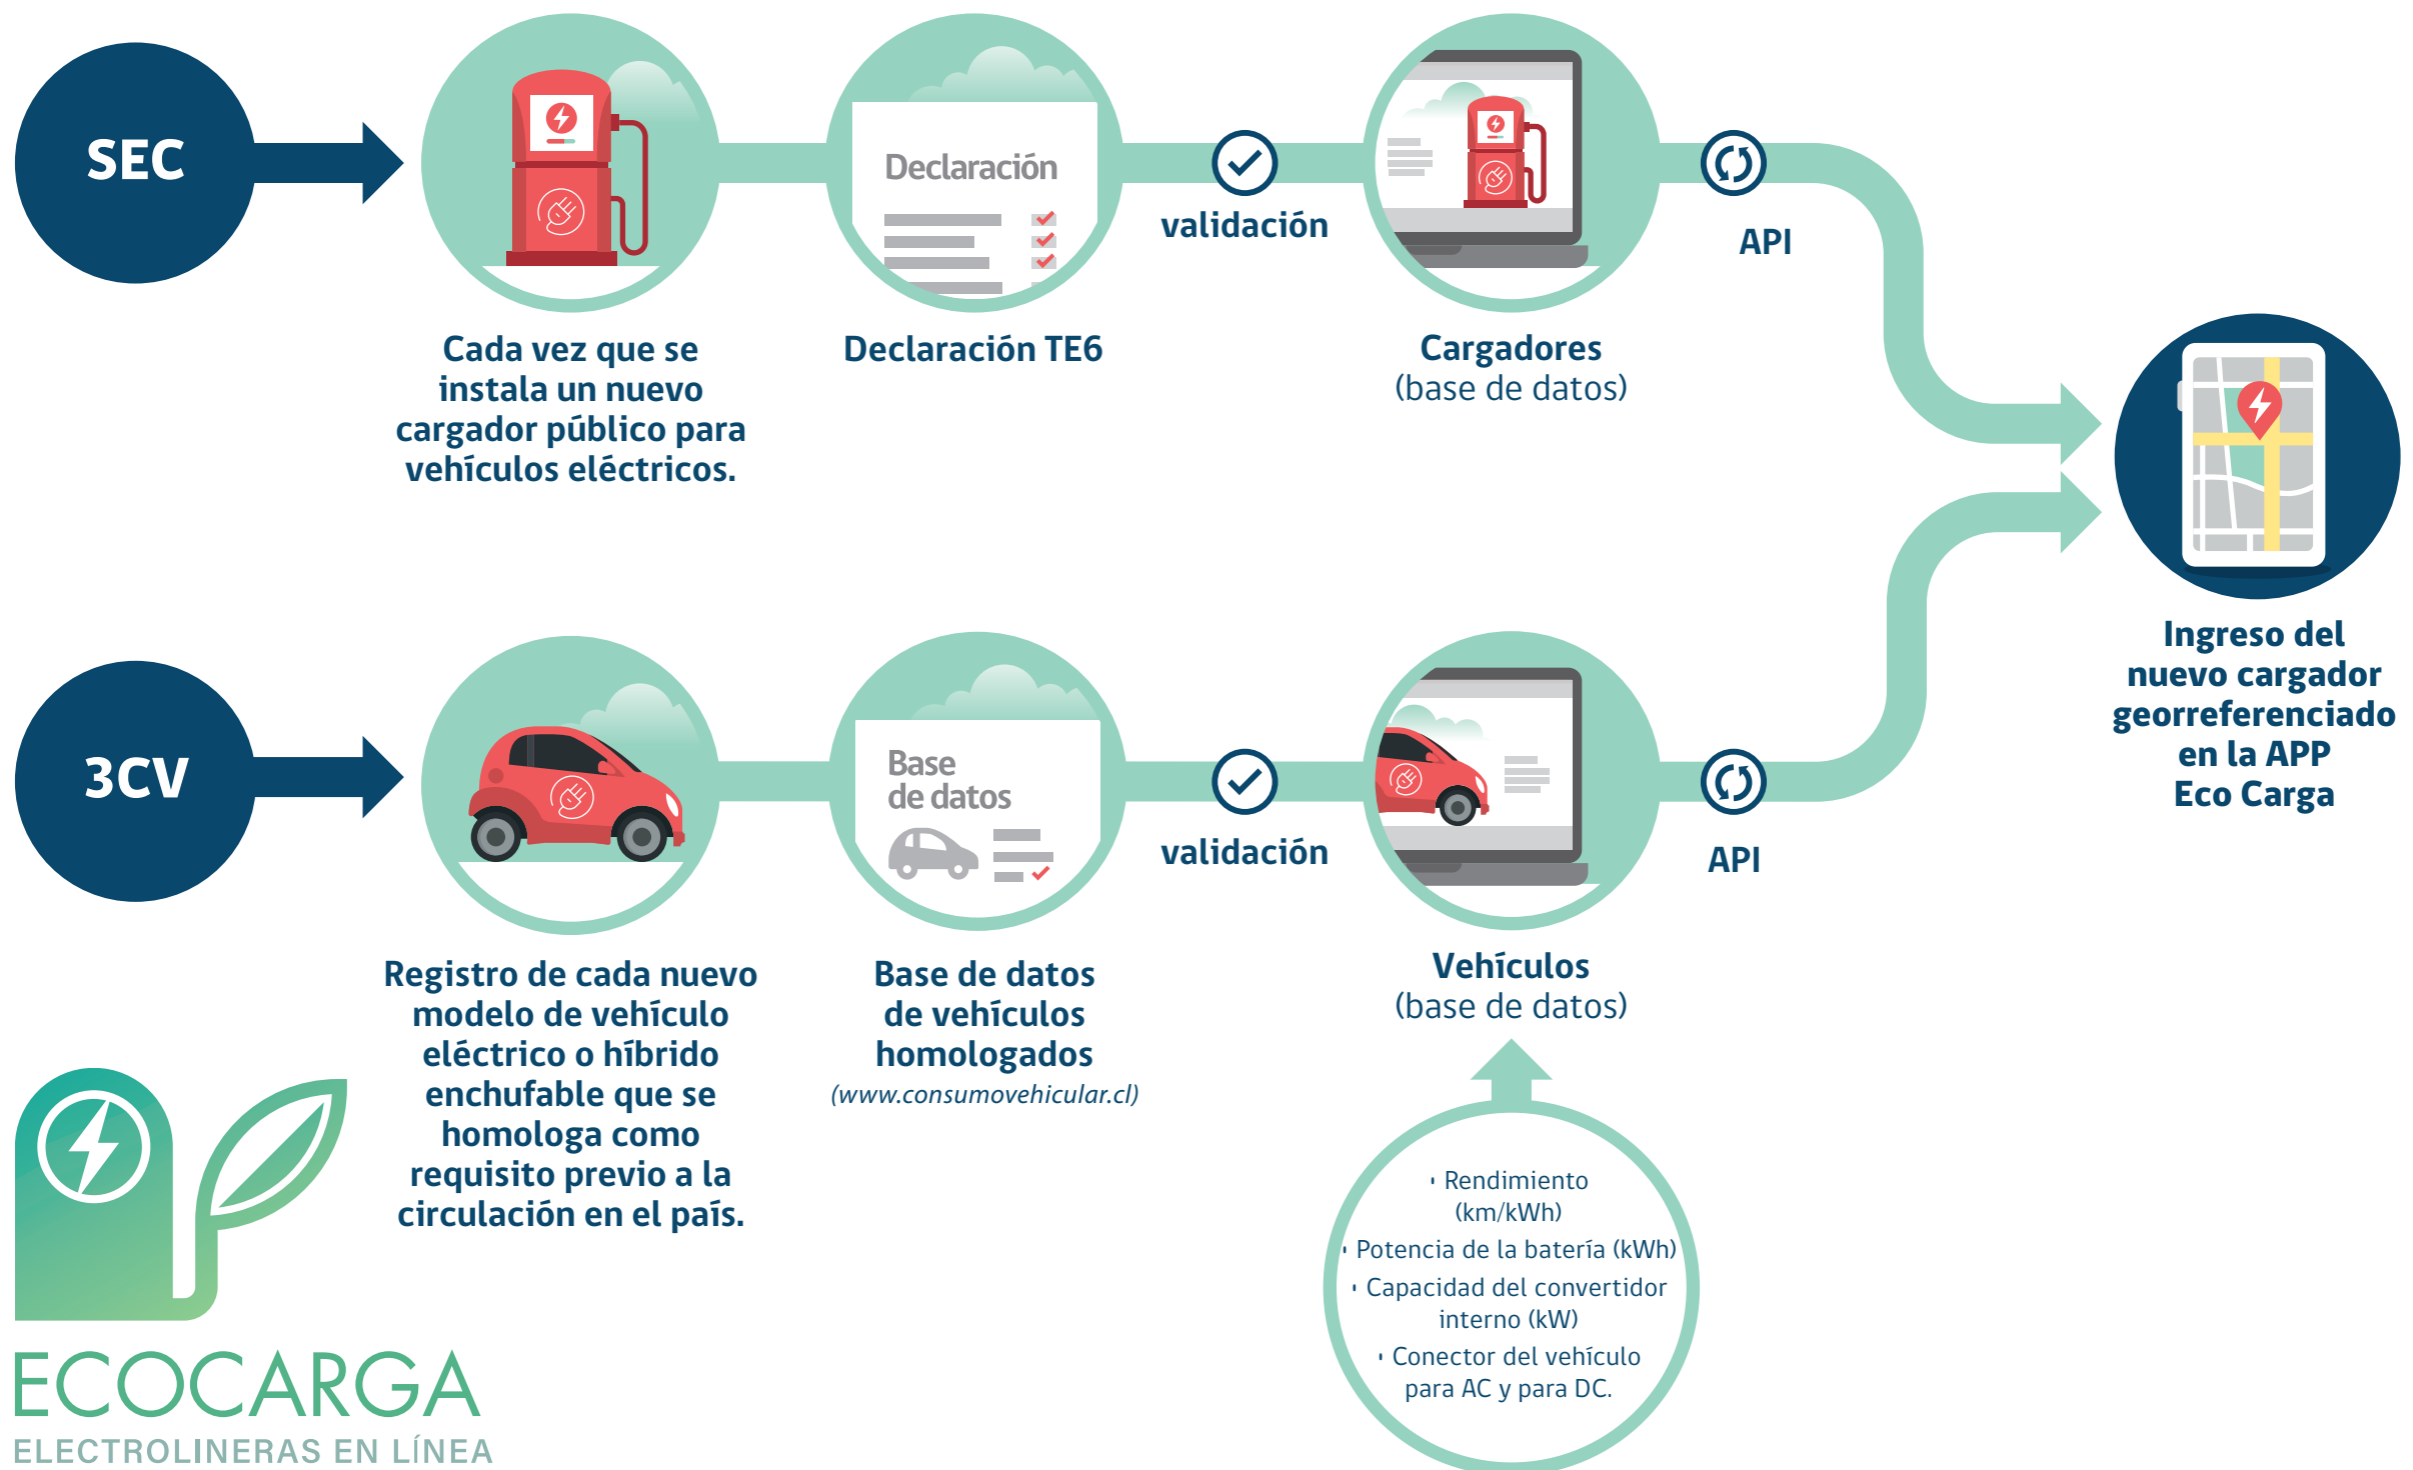 SEC
Cada vez que se
instala un nuevo
cargador público para
vehículos eléctricos.
Declaración
Declaración TE6
validación
Cargadores
(base de datos)
API
3CV
Registro de cada nuevo
modelo de vehículo
eléctrico o híbrido
enchufable que se
homologa como
requisito previo a la
circulación en el país.
Base
de datos
Base de datos
de vehículos
homologados
(www.consumovehicular.cl)
validación
Vehículos
(base de datos)
API
• Rendimiento
(km/kWh)
• Potencia de la batería (kWh)
• Capacidad del convertidor
interno (kW)
• Conector del vehículo
para AC y para DC.
Ingreso del
nuevo cargador
georreferenciado
en la APP
Eco Carga
ECOCARGA
ELECTROLINERAS EN LÍNEA